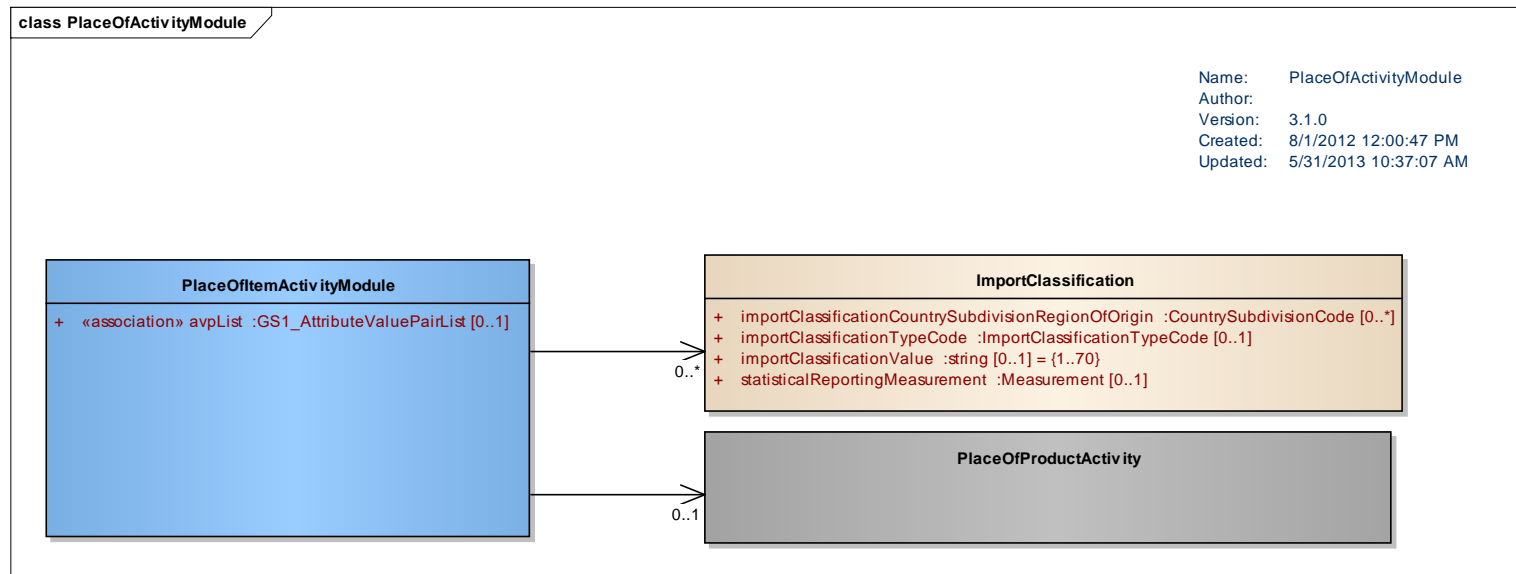 class PlaceOfActivityModule
Name: PlaceOfActivityModule
Author:
Version: 3.1.0
Created: 8/1/2012 12:00:47 PM
Updated: 5/31/2013 10:37:07 AM
PlaceOfItemActivityModule
+ «association» avpList :GS1_AttributeValuePairList [0..1]
ImportClassification
+ importClassificationCountrySubdivisionRegionOfOrigin :CountrySubdivisionCode [0..*]
+ importClassificationTypeCode :ImportClassificationTypeCode [0..1]
+ importClassificationValue :string [0..1] = {1..70}
+ statisticalReportingMeasurement :Measurement [0..1]
0..*
PlaceOfProductActivity
0..1